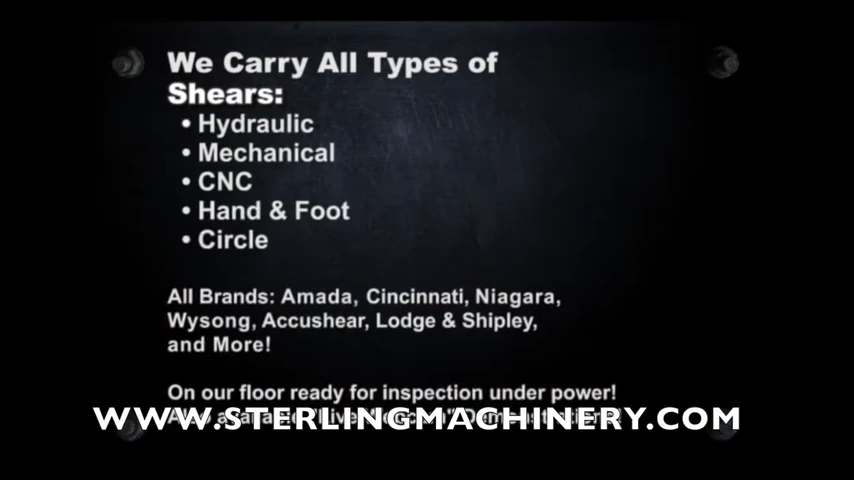 We Carry All Types of
Shears:
• Hydraulic
• Mechanical
• CNC
• Hand & Foot
• Circle
All Brands: Amada, Cincinnati, Niagara,
Wysong, Accushear, Lodge & Shipley,
and More!
On our floor ready for inspection under power!
WWW.STERLINGMACHINERY.COM